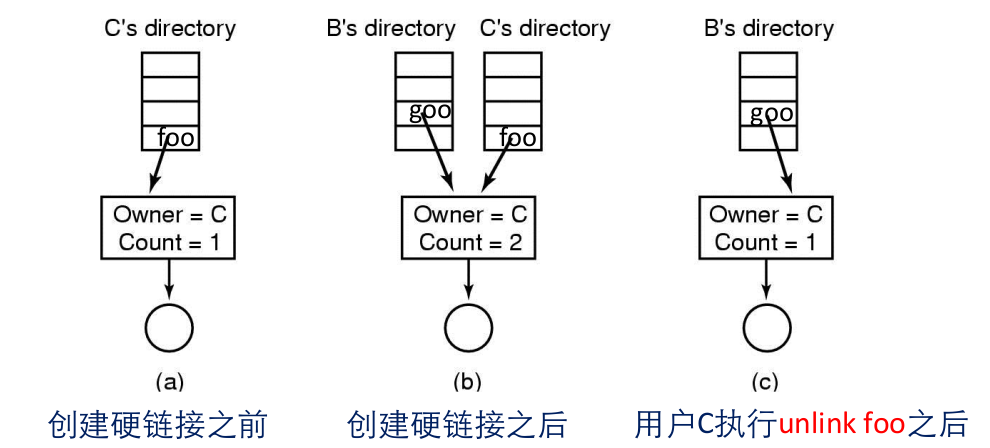 C's directory
foo
Owner = C
Count = 1
(a)
创建硬链接之前
B's directory
C's directory
goo
foo
Owner = C
Count = 2
(b)
创建硬链接之后
B's directory
goo
Owner = C
Count = 1
(c)
用户C执行unlink foo之后